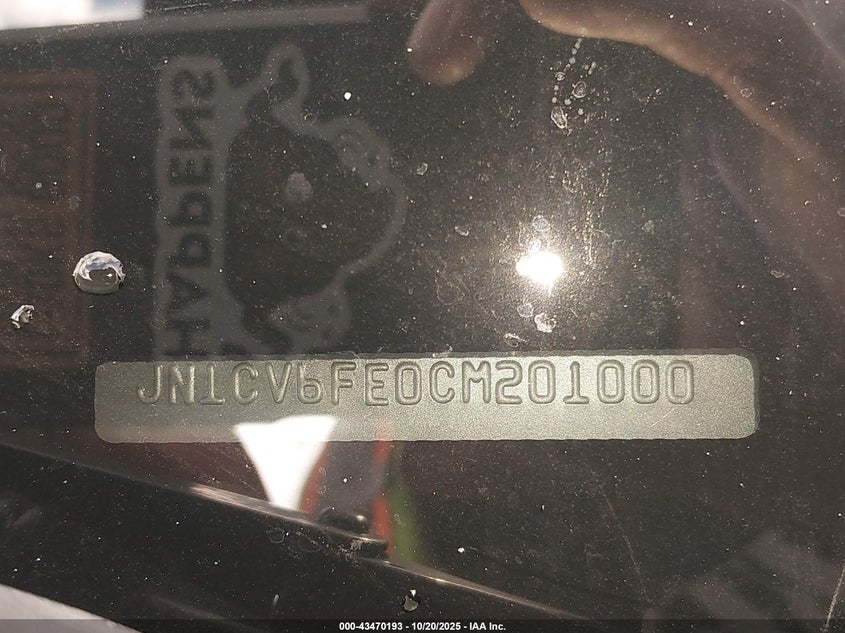 HAPPENS
JN1CV6FE0CM201000
000-43470193 - 10/20/2025 - IAA Inc.